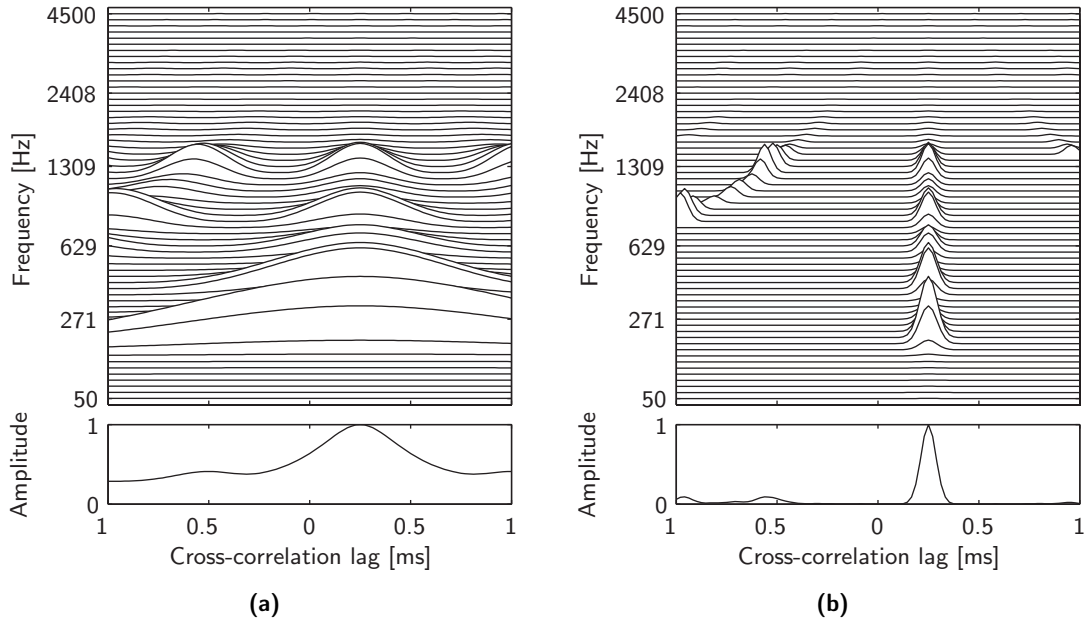 4500
2408
1309
629
271
50
Frequency [Hz]
1
0
Amplitude
1 0.5 0 0.5 1
Cross-correlation lag [ms]
(a)
4500
2408
1309
629
271
50
Frequency [Hz]
1
0
Amplitude
1 0.5 0 0.5 1
Cross-correlation lag [ms]
(b)